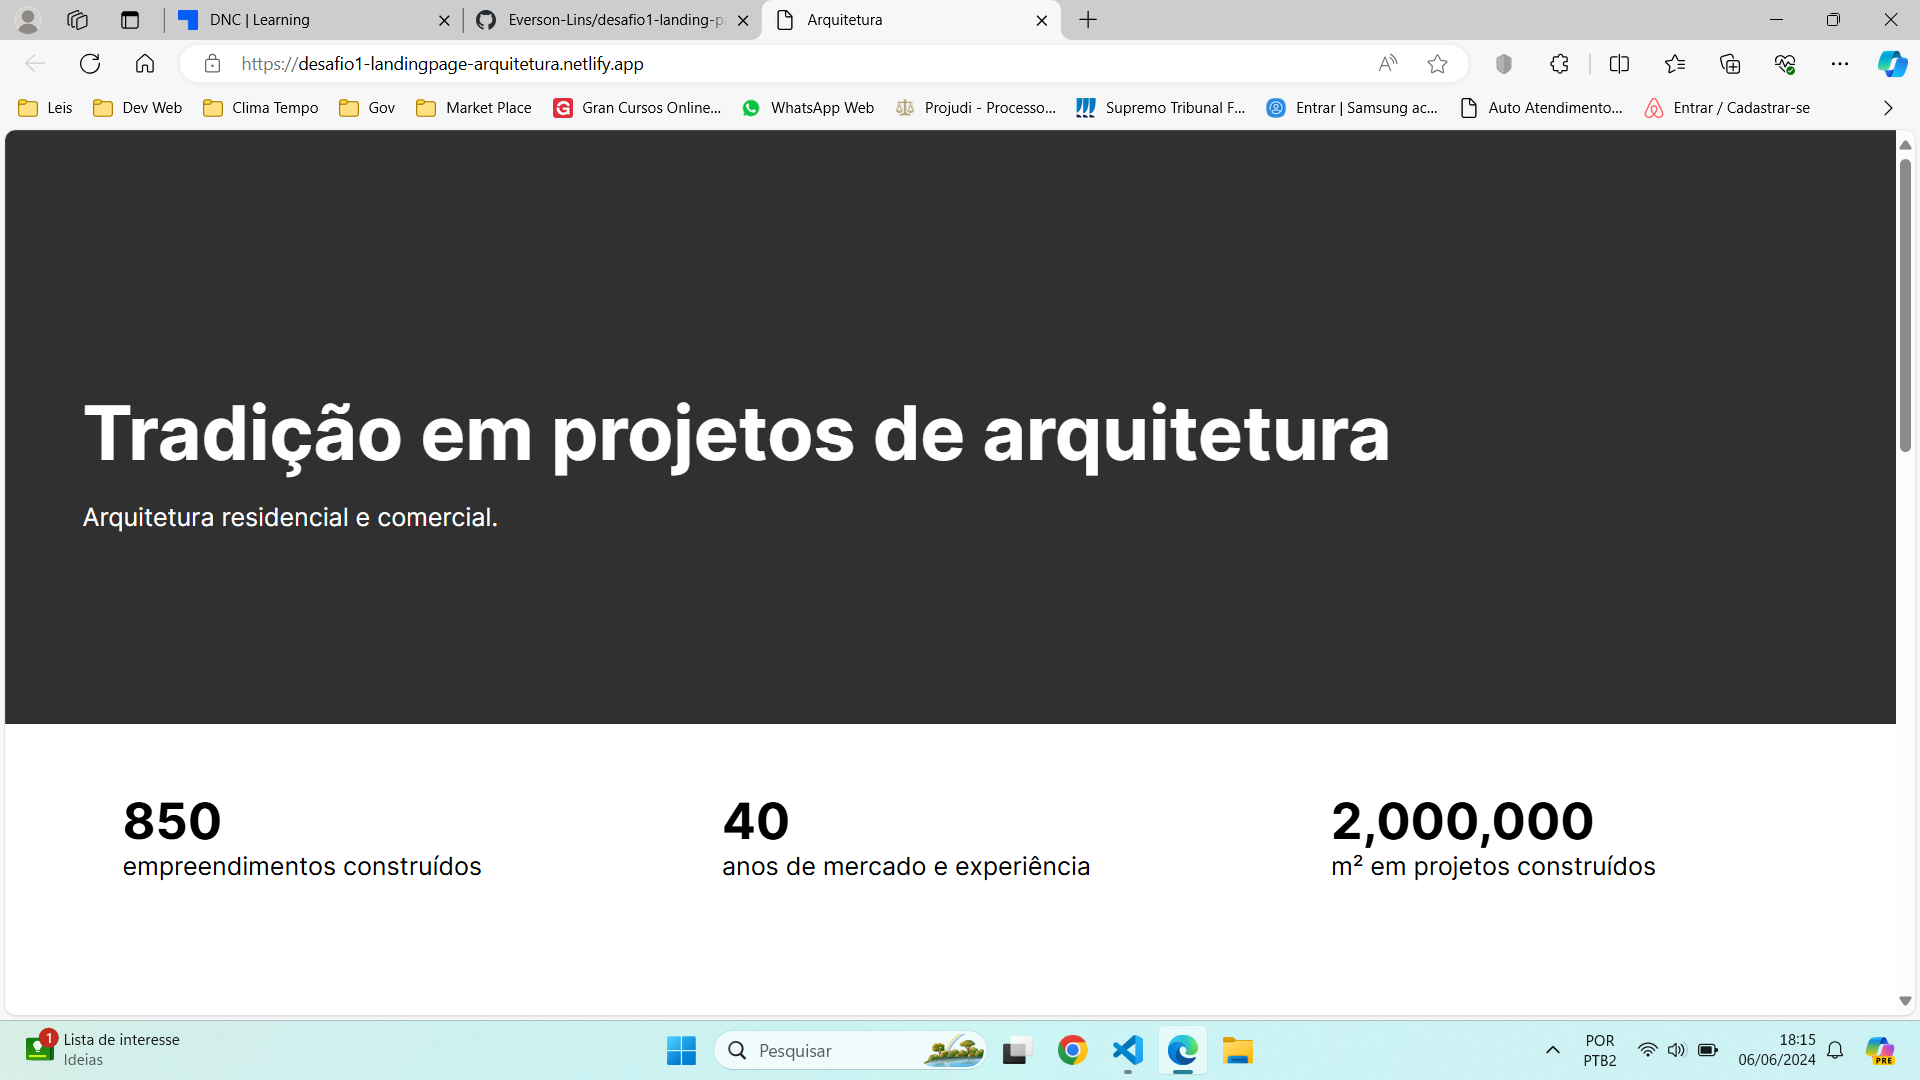 DNC | Learning
Everson-Lins/desafio1-landing-p
Arquitetura
https://desafio1-landingpage-arquitetura.netlify.app
Leis
Dev Web
Clima Tempo
Gov
Market Place
Gran Cursos Online...
WhatsApp Web
Projudi - Processo...
Supremo Tribunal F...
Entrar | Samsung ac...
Auto Atendimento...
Entrar / Cadastrar-se
Tradição em projetos de arquitetura
Arquitetura residencial e comercial.
850
empreendimentos construídos
40
anos de mercado e experiência
2,000,000
m² em projetos construídos
1
Lista de interesse
Ideias
Pesquisar
POR
PTB2
18:15
06/06/2024
PRE